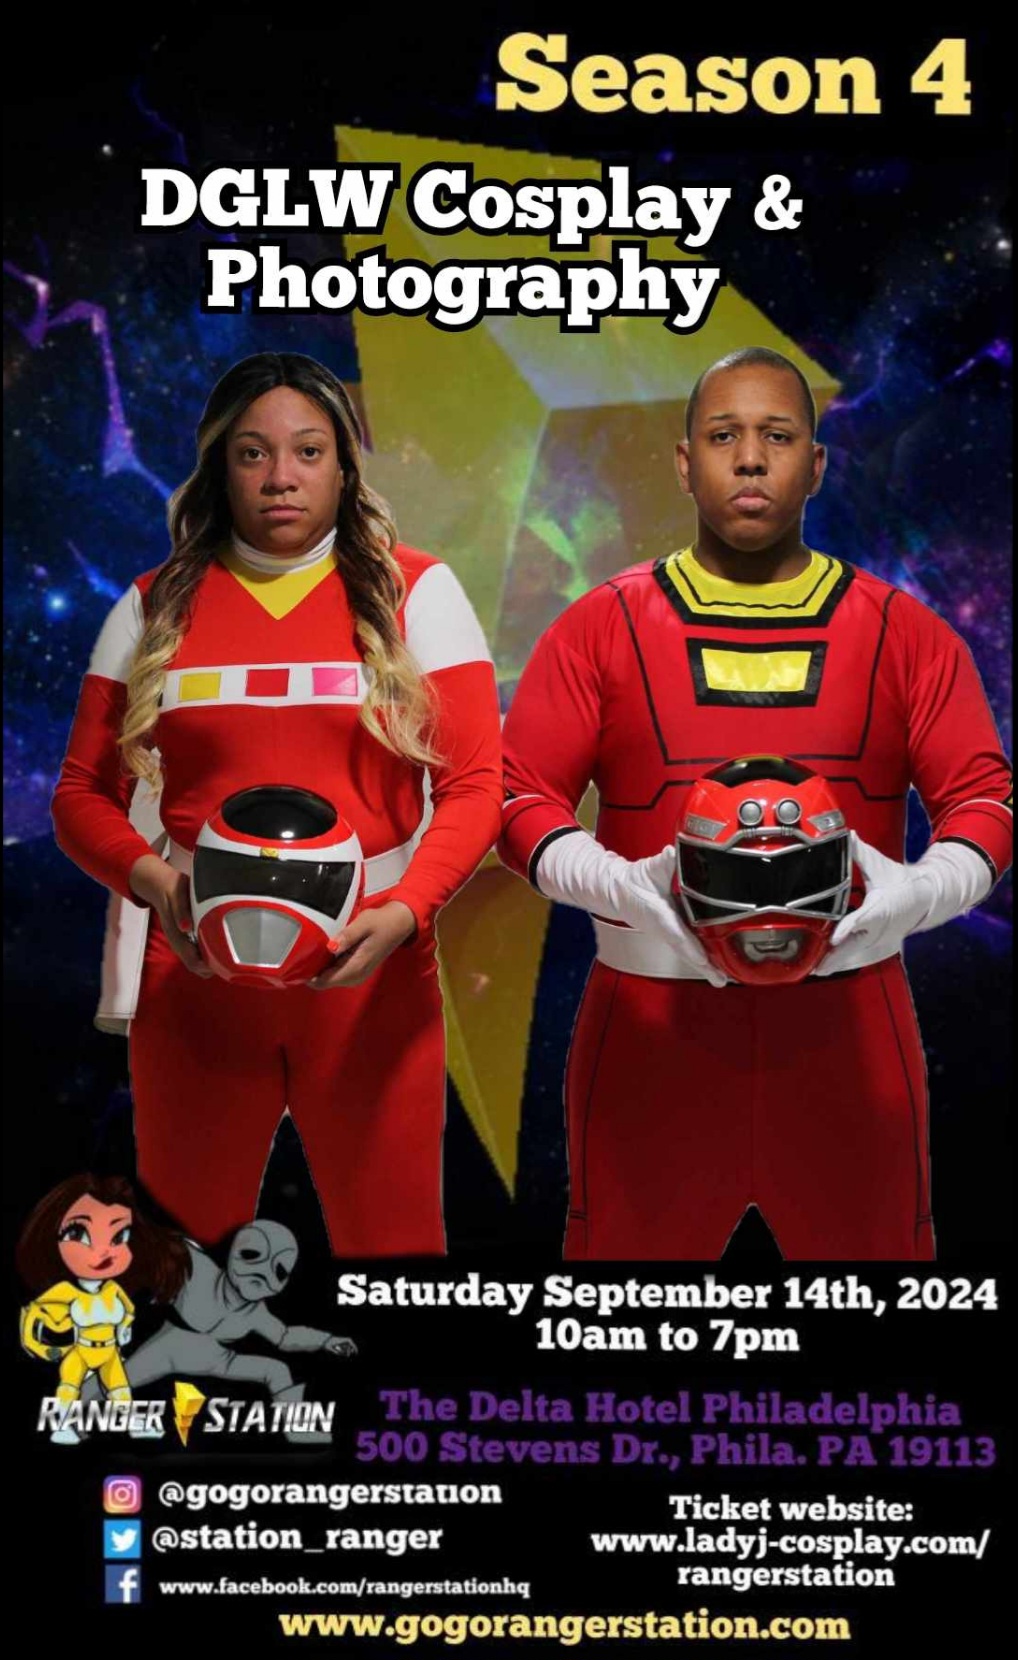 Season 4
DGLW Cosplay &
Photography
Saturday September 14th, 2024
10am to 7pm
RANGER STATION
The Delta Hotel Philadelphia
500 Stevens Dr., Phila. PA 19113
@gogorangerstation
@station_ranger
www.facebook.com/rangerstationhq
Ticket website:
www.ladyj-cosplay.com/
rangerstation
www.gogorangerstation.com